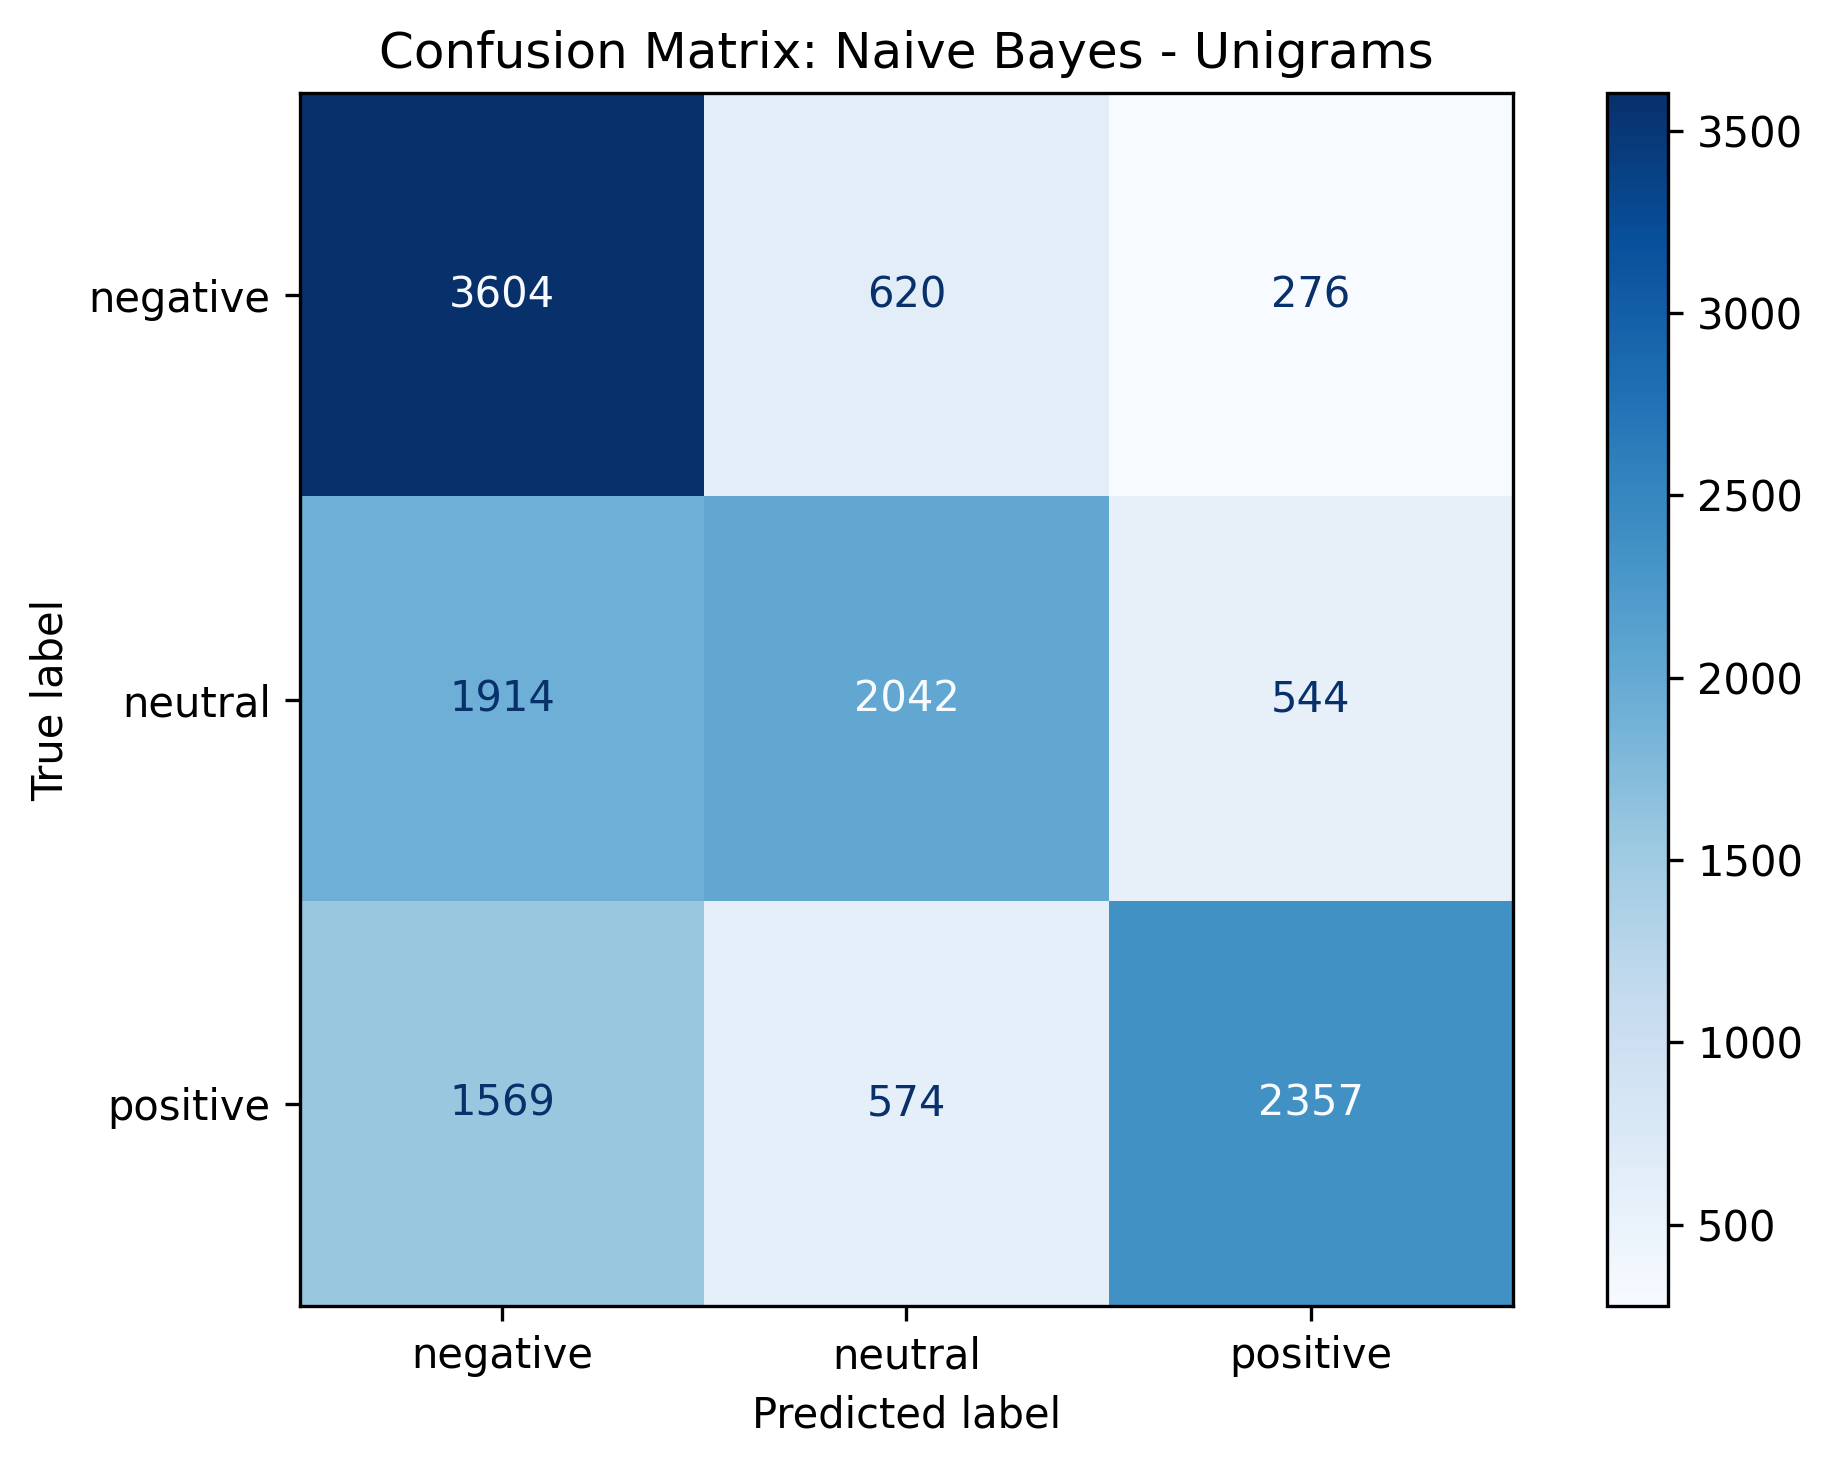 Confusion Matrix: Naive Bayes - Unigrams
3500
3000
2500
2000
1500
1000
500
True label
negative
3604 620 276
neutral
1914 2042 544
positive
1569 574 2357
negative neutral positive
Predicted label